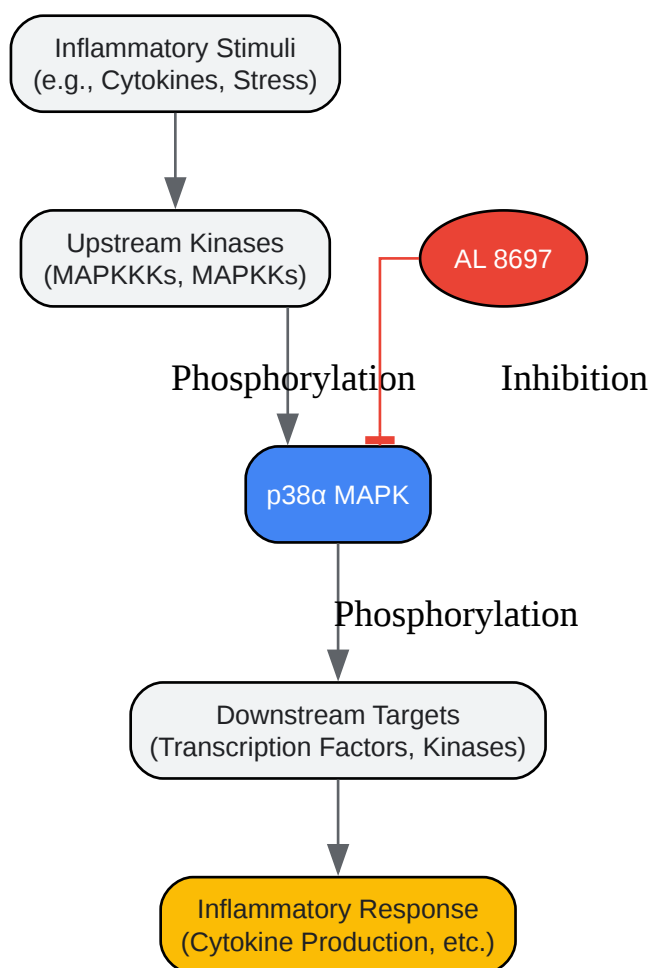 Inflammatory Stimuli
(e.g., Cytokines, Stress)
Upstream Kinases
(MAPKKKs, MAPKKs)
AL 8697
Phosphorylation
Inhibition
p38α MAPK
Phosphorylation
Downstream Targets
(Transcription Factors, Kinases)
Inflammatory Response
(Cytokine Production, etc.)